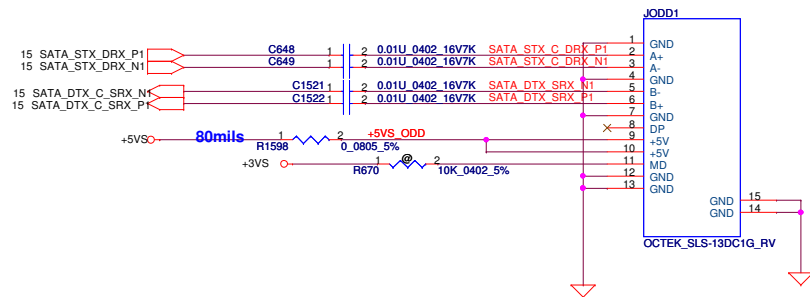 JODD1
15 SATA_STX_DRX_P1 C648 1 2 0.01U_0402_16V7K SATA_STX_C_DRX_P1
15 SATA_STX_DRX_N1 C649 1 2 0.01U_0402_16V7K SATA_STX_C_DRX_N1
15 SATA_DTX_C_SRX_N1 C1521 1 2 0.01U_0402_16V7K SATA_DTX_SRX_N1
15 SATA_DTX_C_SRX_P1 C1522 1 2 0.01U_0402_16V7K SATA_DTX_SRX_P1
+5VS 80mils 1 2 +5VS_ODD
R1598 0_0805_5%
+3VS 1 @ 2
R670 10K_0402_5%
1 GND
2 A+
3 A-
4 GND
5 B-
6 B+
7 GND
8 DP
9 +5V
10 +5V
11 MD
12 GND
13 GND
GND 15
GND 14
OCTEK_SLS-13DC1G_RV